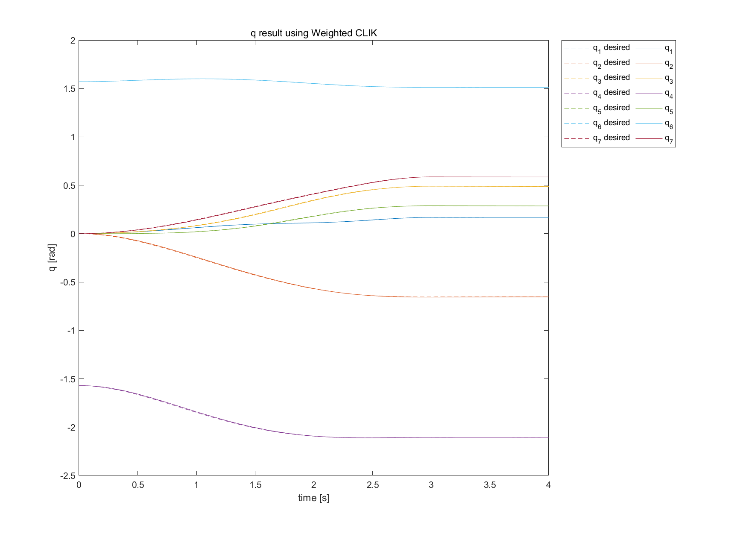 q result using Weighted CLIK
2
1.5
1
0.5
0
-0.5
-1
-1.5
-2
-2.5
q [rad]
0 0.5 1 1.5 2 2.5 3 3.5 4
time [s]
q1 desired q1
q2 desired q2
q3 desired q3
q4 desired q4
q5 desired q5
q6 desired q6
q7 desired q7